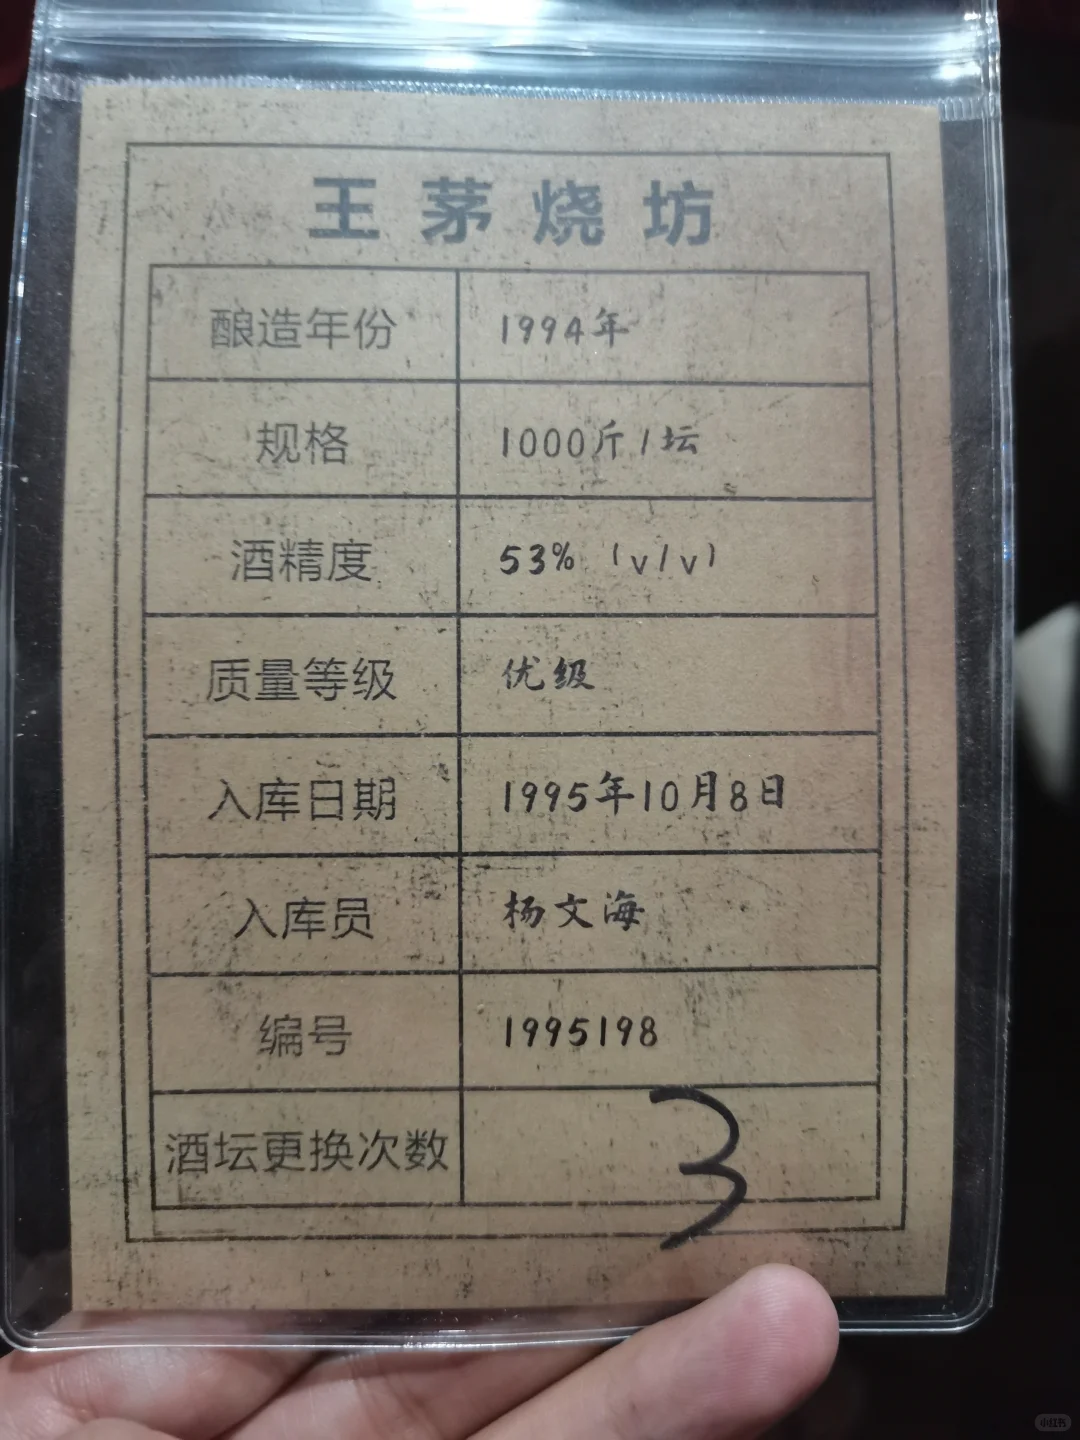 王茅烧坊
酿造年份 1994年
规格 1000斤/坛
酒精度 53% (v/v)
质量等级 优级
入库日期 1995年10月8日
入库员 杨文海
编号 1995198
酒坛更换次数 3
小红书